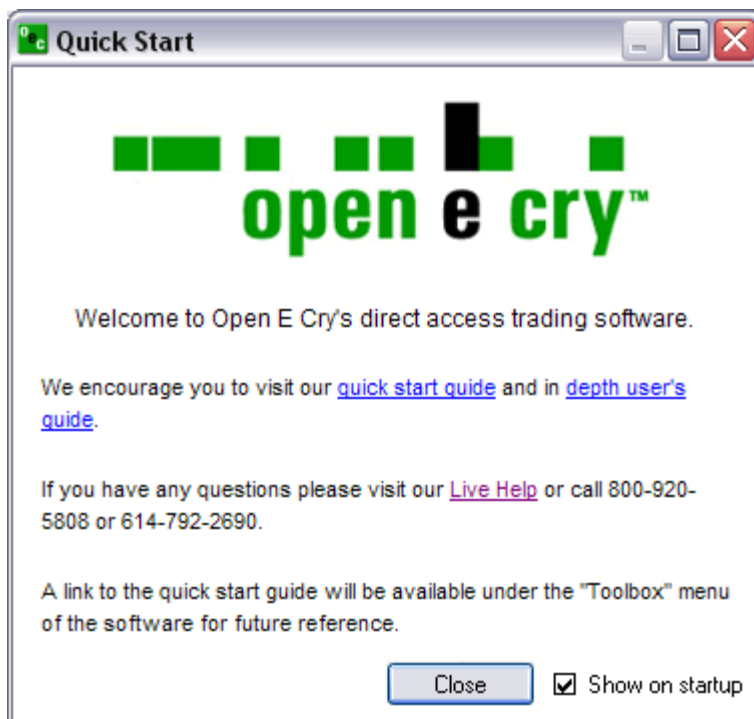 Oec Quick Start
open e cry™
Welcome to Open E Cry's direct access trading software.
We encourage you to visit our quick start guide and in depth user's
guide.
If you have any questions please visit our Live Help or call 800-920-
5808 or 614-792-2690.
A link to the quick start guide will be available under the "Toolbox" menu
of the software for future reference.
Close Show on startup